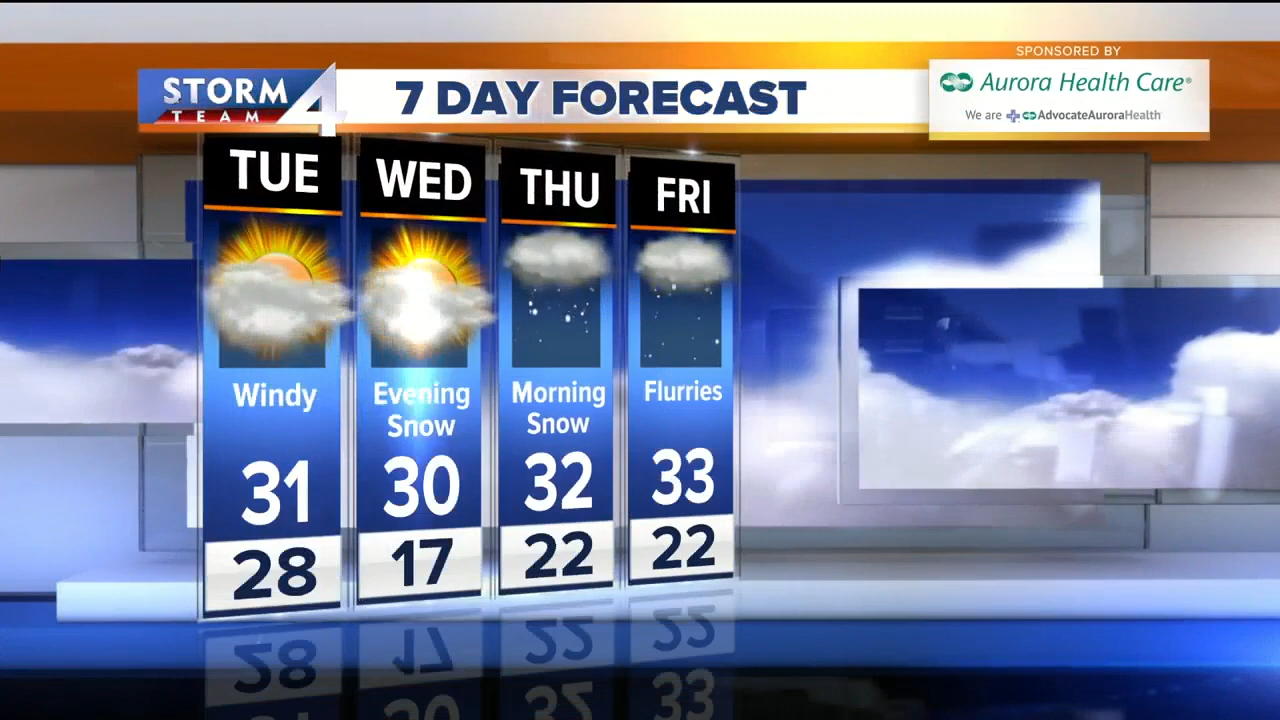 SPONSORED BY
Aurora Health Care®
We are AdvocateAuroraHealth
STORM
TEAM
4
7 DAY FORECAST
TUE
Windy
31
28
WED
Evening
Snow
30
17
THU
Morning
Snow
32
22
FRI
Flurries
33
22